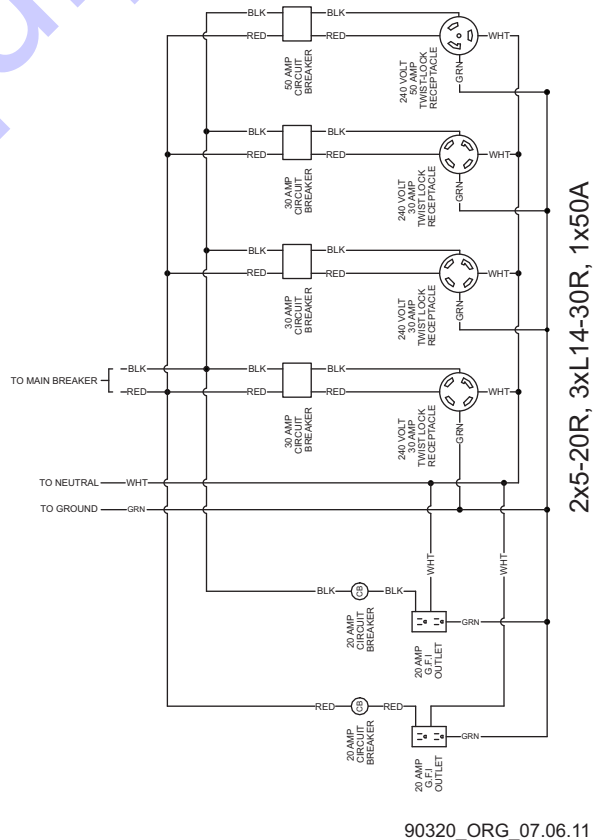 BLK
BLK
RED
RED
WHT
GRN
50 AMP
CIRCUIT
BREAKER
240 VOLT
50 AMP
TWIST-LOCK
RECEPTACLE
BLK
BLK
RED
RED
WHT
GRN
30 AMP
CIRCUIT
BREAKER
240 VOLT
30 AMP
TWIST LOCK
RECEPTACLE
BLK
BLK
RED
RED
WHT
GRN
30 AMP
CIRCUIT
BREAKER
240 VOLT
30 AMP
TWIST LOCK
RECEPTACLE
TO MAIN BREAKER
BLK
RED
BLK
BLK
RED
RED
WHT
GRN
30 AMP
CIRCUIT
BREAKER
240 VOLT
30 AMP
TWIST LOCK
RECEPTACLE
TO NEUTRAL
WHT
TO GROUND
GRN
WHT
WHT
BLK
CB
BLK
GRN
20 AMP
CIRCUIT
BREAKER
20 AMP
G.F.I
OUTLET
RED
CB
RED
GRN
20 AMP
CIRCUIT
BREAKER
20 AMP
G.F.I
OUTLET
2x5-20R, 3xL14-30R, 1x50A
90320_ORG_07.06.11